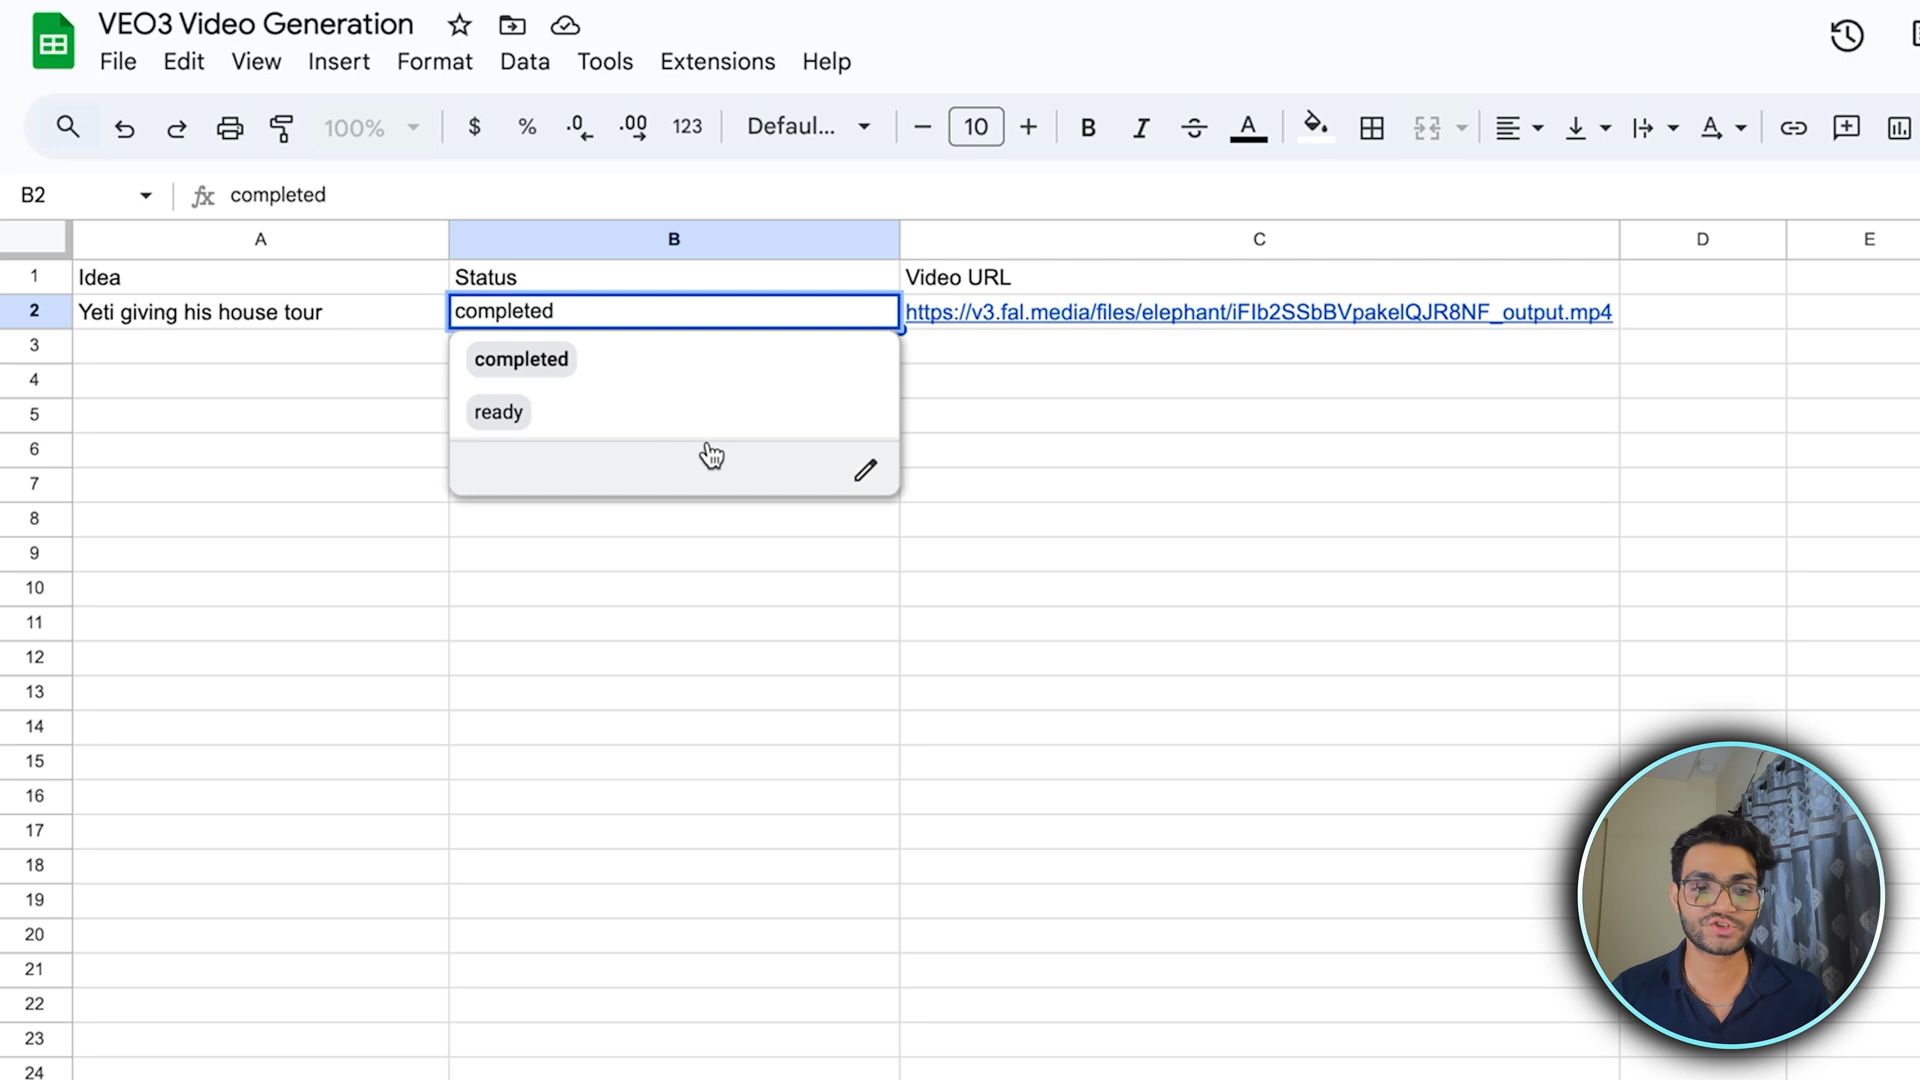 VEO3 Video Generation
File Edit View Insert Format Data Tools Extensions Help
100% $ % .0 .00 123 Defaul... 10 B I A
B2 fx completed
A B C D E
1 Idea Status Video URL
2 Yeti giving his house tour completed https://v3.fal.media/files/elephant/iFIb2SSbBVpakelQJR8NF_output.mp4
3 completed
4
5 ready
6
7
8
9
10
11
12
13
14
15
16
17
18
19
20
21
22
23
24